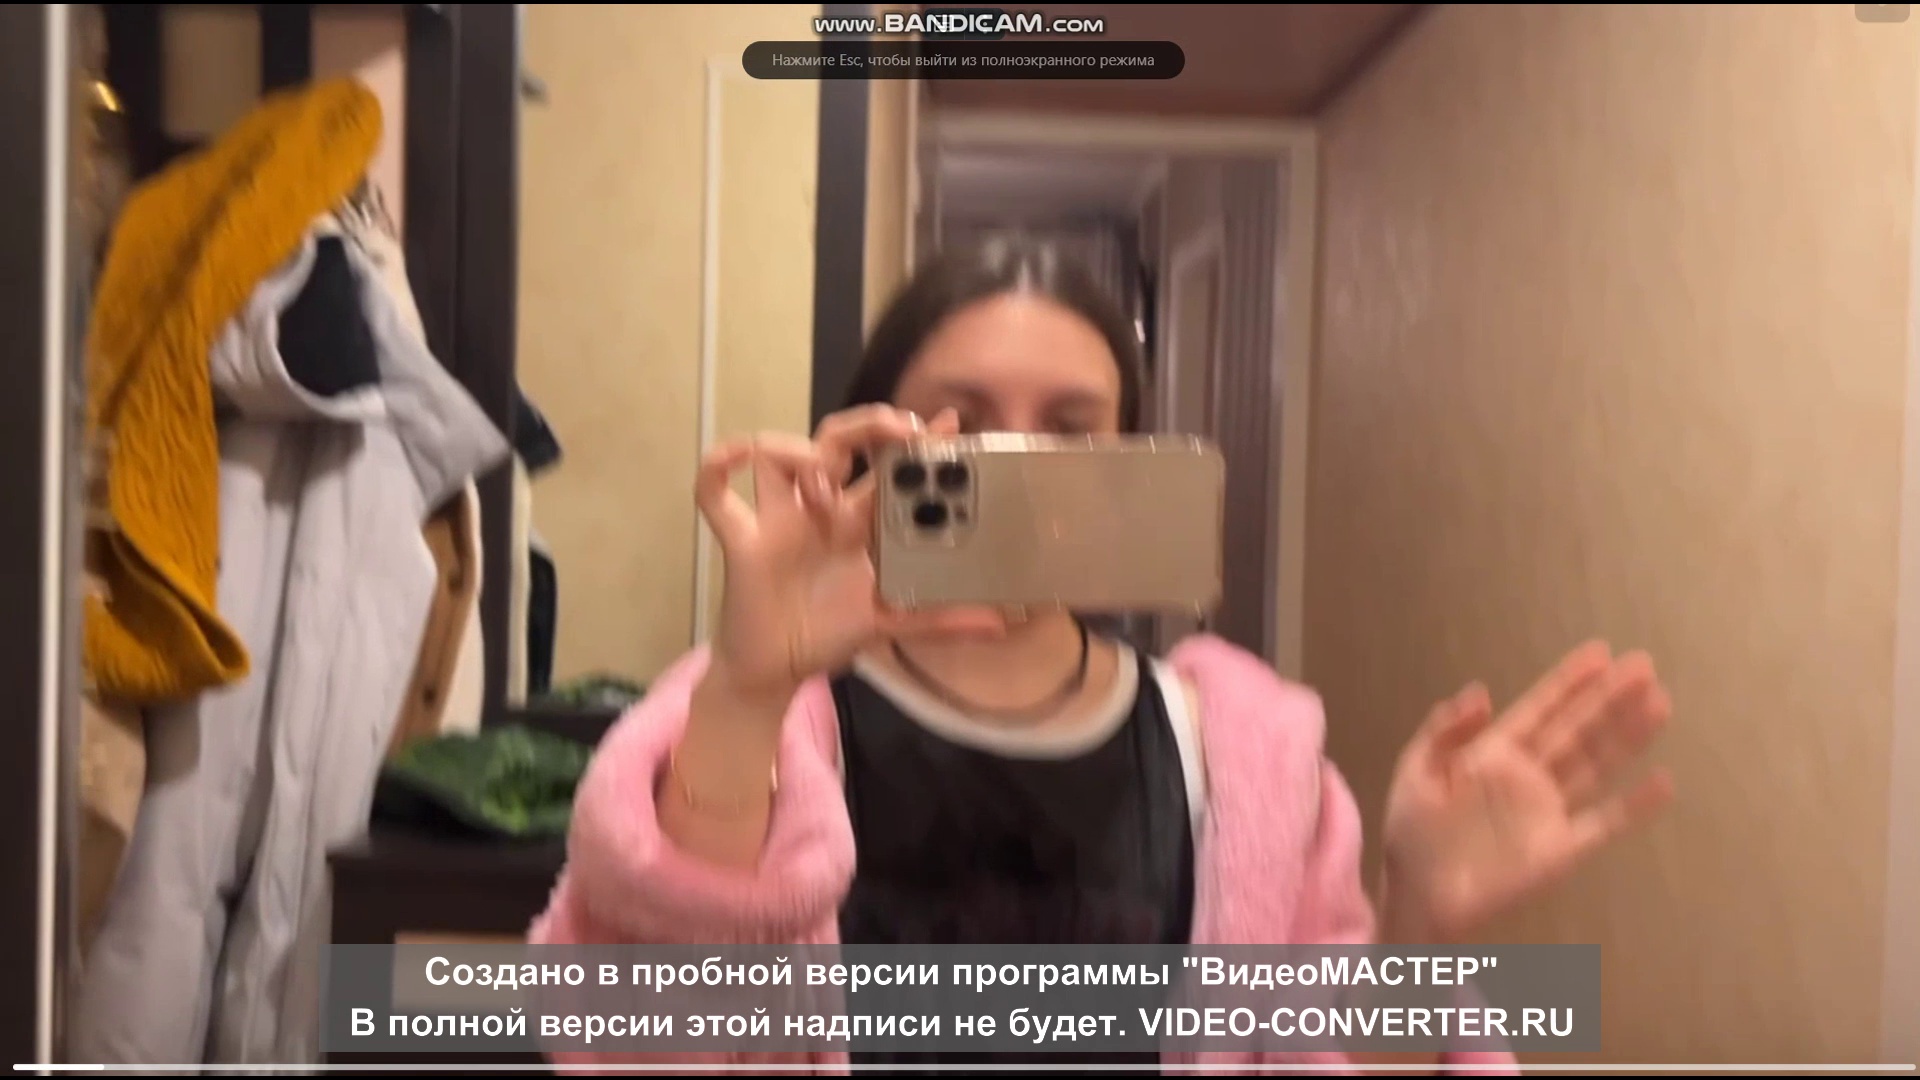 www.BANDICAM.com
Нажмите Esc, чтобы выйти из полноэкранного режима
Создано в пробной версии программы "ВидеоМАСТЕР"
В полной версии этой надписи не будет. VIDEO-CONVERTER.RU